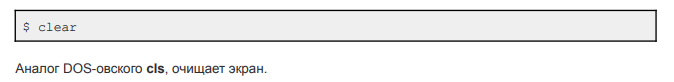 $ clear
Аналог DOS-овского cls, очищает экран.